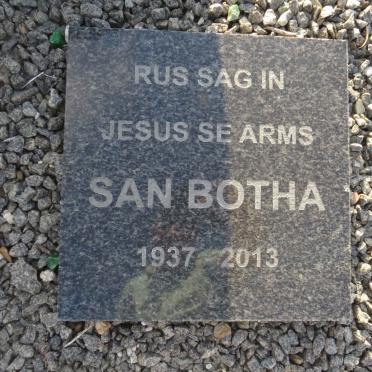 RUS SAG IN
JESUS SE ARMS
SAN BOTHA
1937 2013